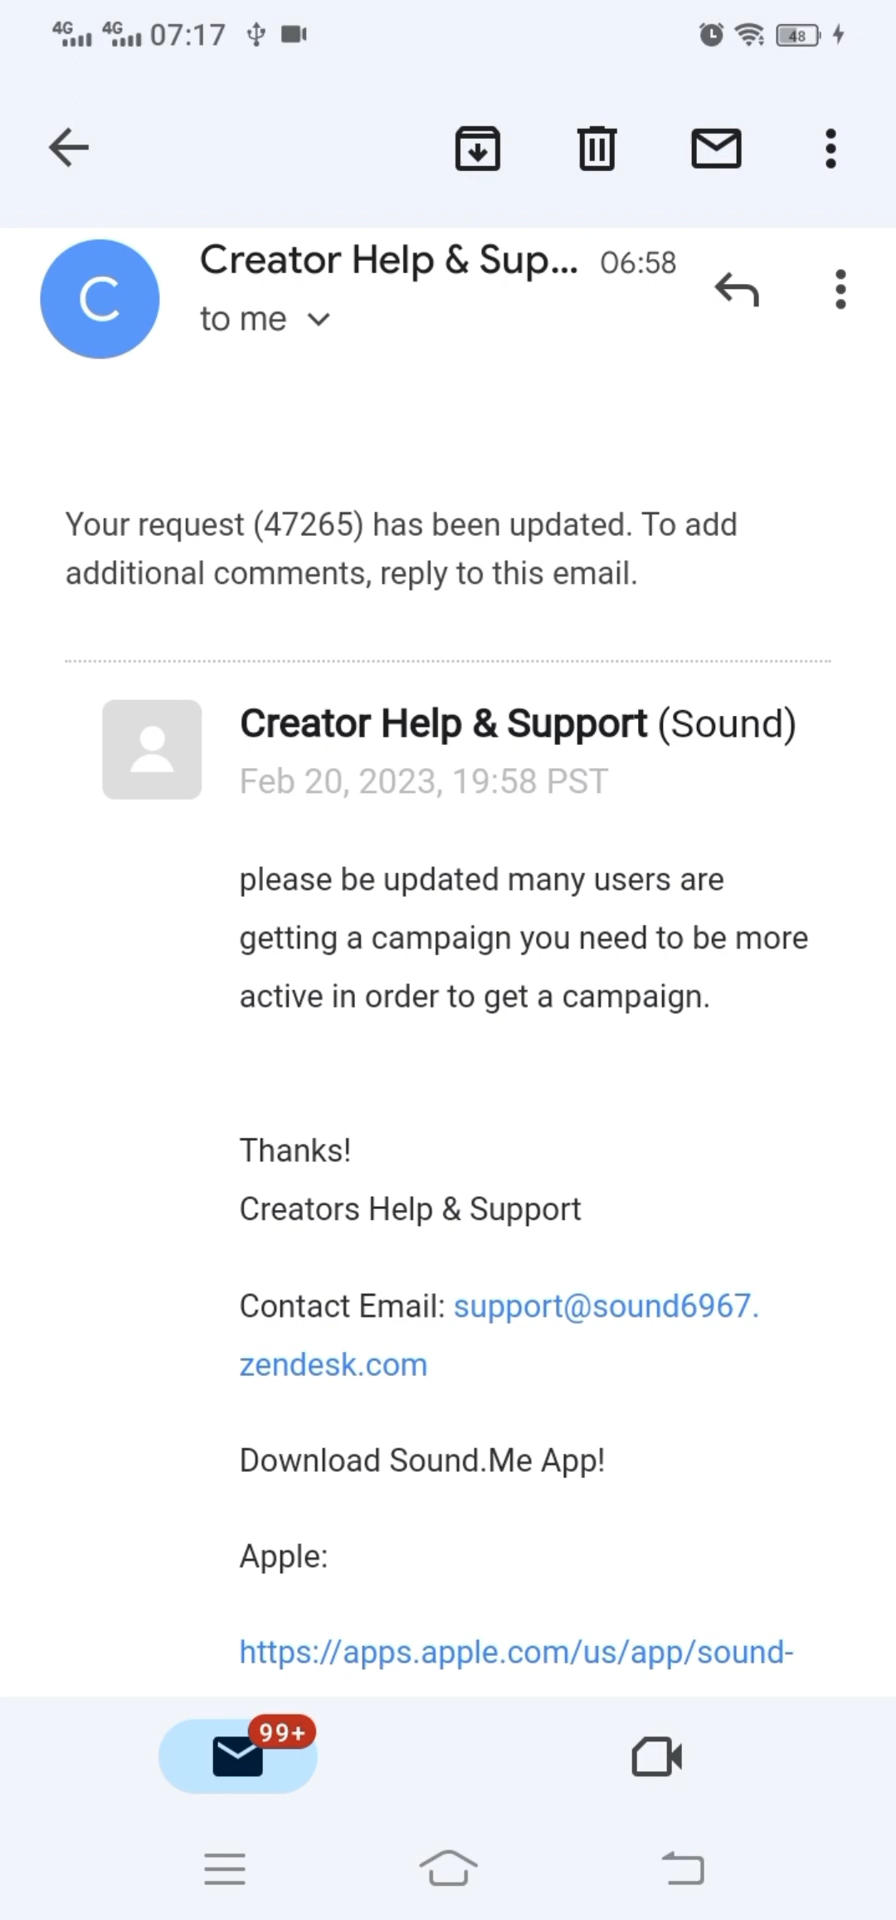 4G 4G 07:17 48
C
Creator Help & Sup... 06:58
to me
Your request (47265) has been updated. To add
additional comments, reply to this email.
Creator Help & Support (Sound)
Feb 20, 2023, 19:58 PST
please be updated many users are
getting a campaign you need to be more
active in order to get a campaign.
Thanks!
Creators Help & Support
Contact Email: support@sound6967.
zendesk.com
Download Sound.Me App!
Apple:
https://apps.apple.com/us/app/sound-
99+